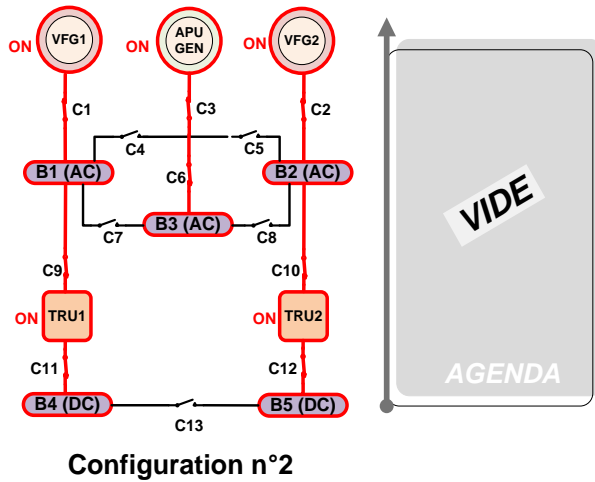 ON
VFG1
ON
APU
GEN
ON
VFG2
C1
C3
C2
C4
C5
B1 (AC)
C6
B2 (AC)
C7
B3 (AC)
C8
C9
C10
ON
TRU1
ON
TRU2
C11
C12
B4 (DC)
B5 (DC)
C13
Configuration n°2
VIDE
AGENDA